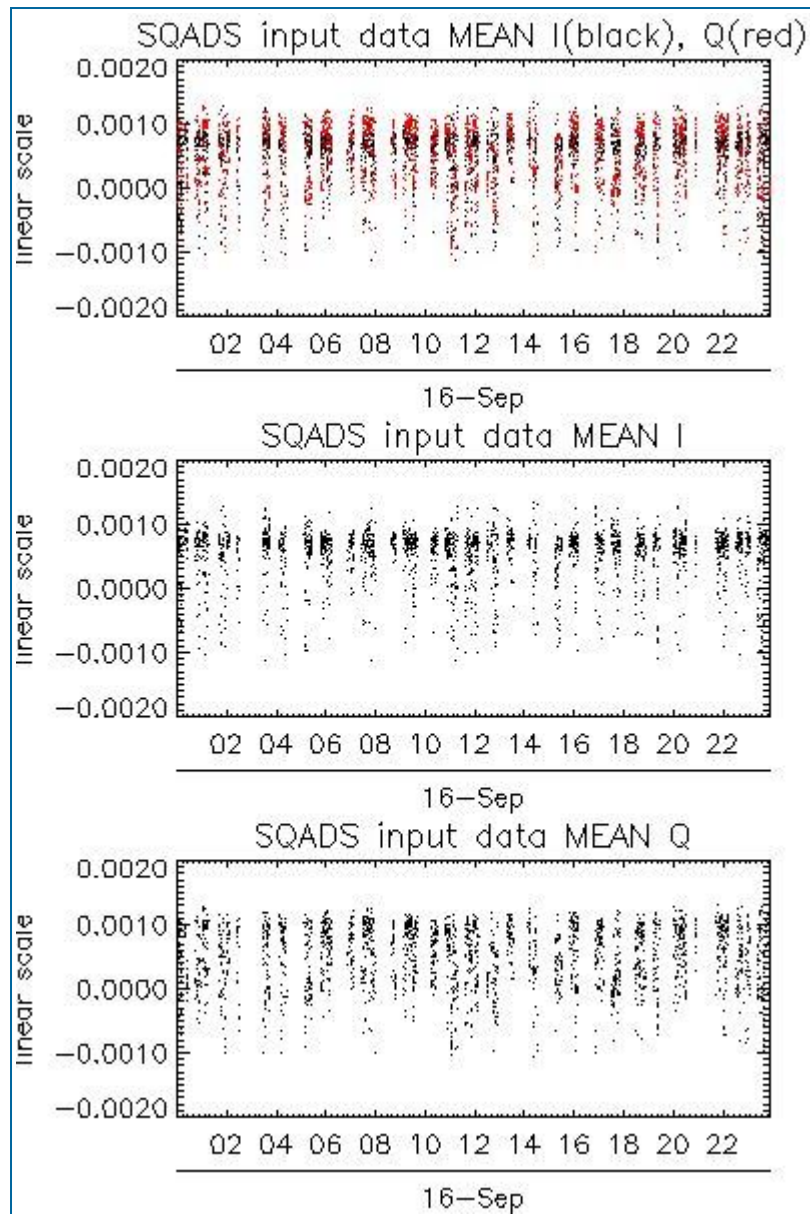 SQADS input data MEAN I(black), Q(red)
0.0020
0.0010
0.0000
-0.0010
-0.0020
linear scale
02 04 06 08 10 12 14 16 18 20 22
16-Sep
SQADS input data MEAN I
0.0020
0.0010
0.0000
-0.0010
-0.0020
linear scale
02 04 06 08 10 12 14 16 18 20 22
16-Sep
SQADS input data MEAN Q
0.0020
0.0010
0.0000
-0.0010
-0.0020
linear scale
02 04 06 08 10 12 14 16 18 20 22
16-Sep